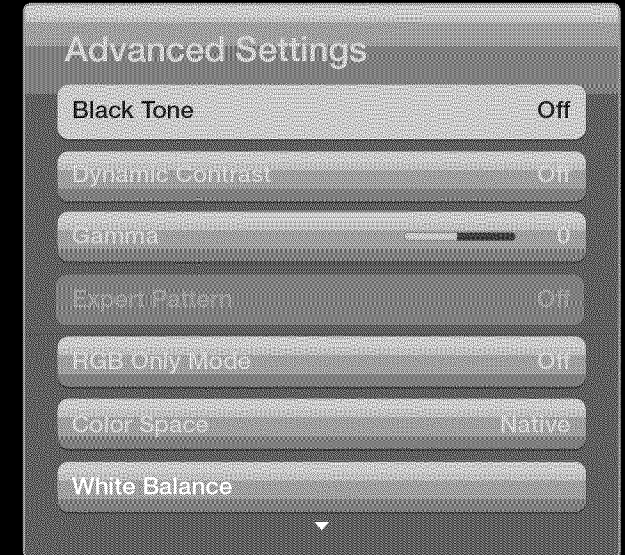 Advanced Settings
Black Tone Off
Dynamic Contrast Off
Gamma 0
Expert Pattern Off
RGB Only Mode Off
Color Space Native
White Balance